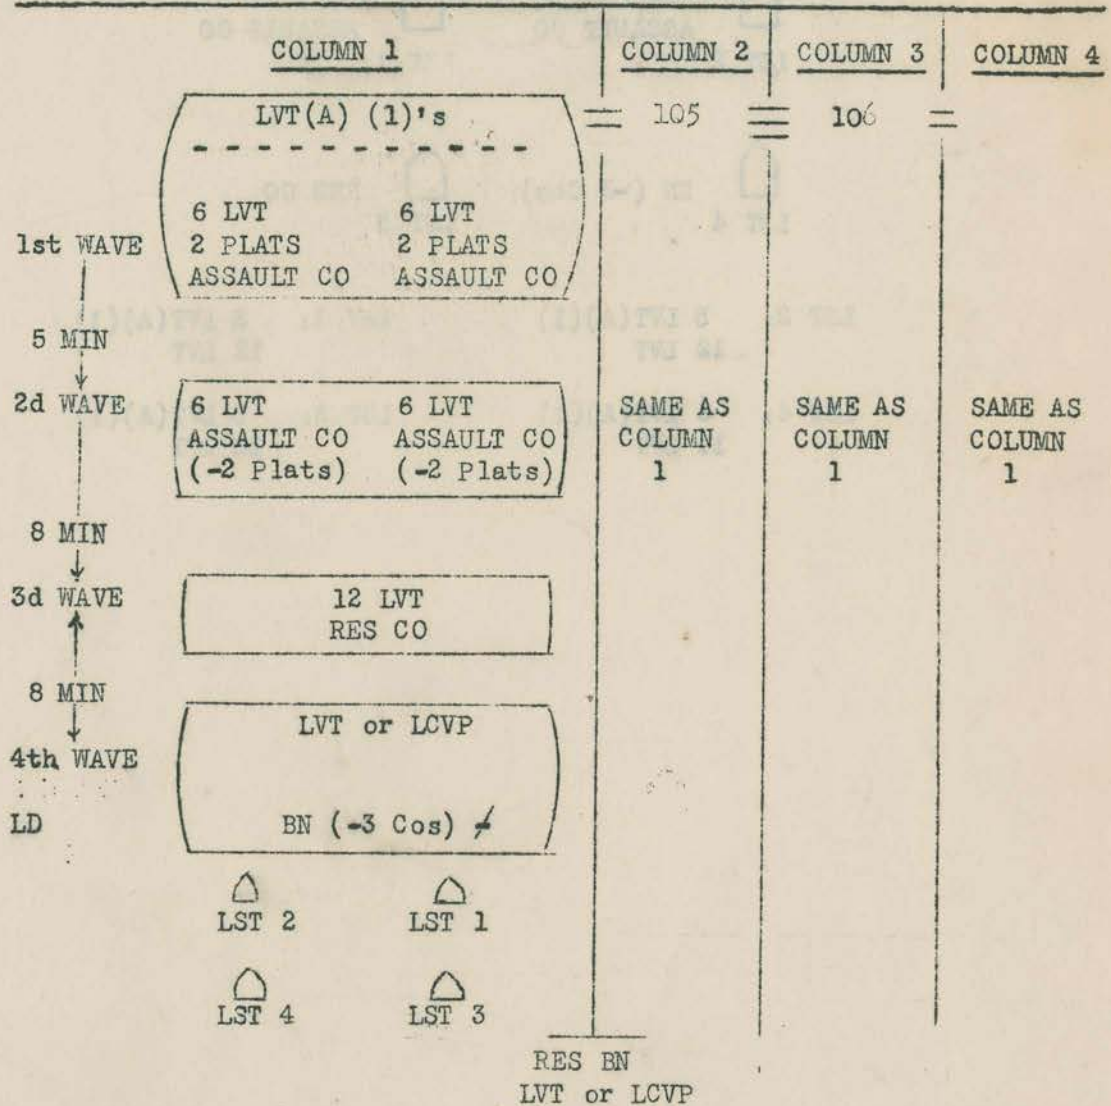 COLUMN 1 COLUMN 2 COLUMN 3 COLUMN 4
LVT(A) (1)'s 105 106
6 LVT 6 LVT
1st WAVE 2 PLATS 2 PLATS
ASSAULT CO ASSAULT CO
5 MIN
2d WAVE 6 LVT 6 LVT SAME AS SAME AS SAME AS
ASSAULT CO ASSAULT CO COLUMN COLUMN COLUMN
(-2 Plats) (-2 Plats) 1 1 1
8 MIN
3d WAVE 12 LVT
RES CO
8 MIN
LVT or LCVP
4th WAVE
LD BN (-3 Cos) ≠
LST 2 LST 1
LST 4 LST 3
RES BN
LVT or LCVP